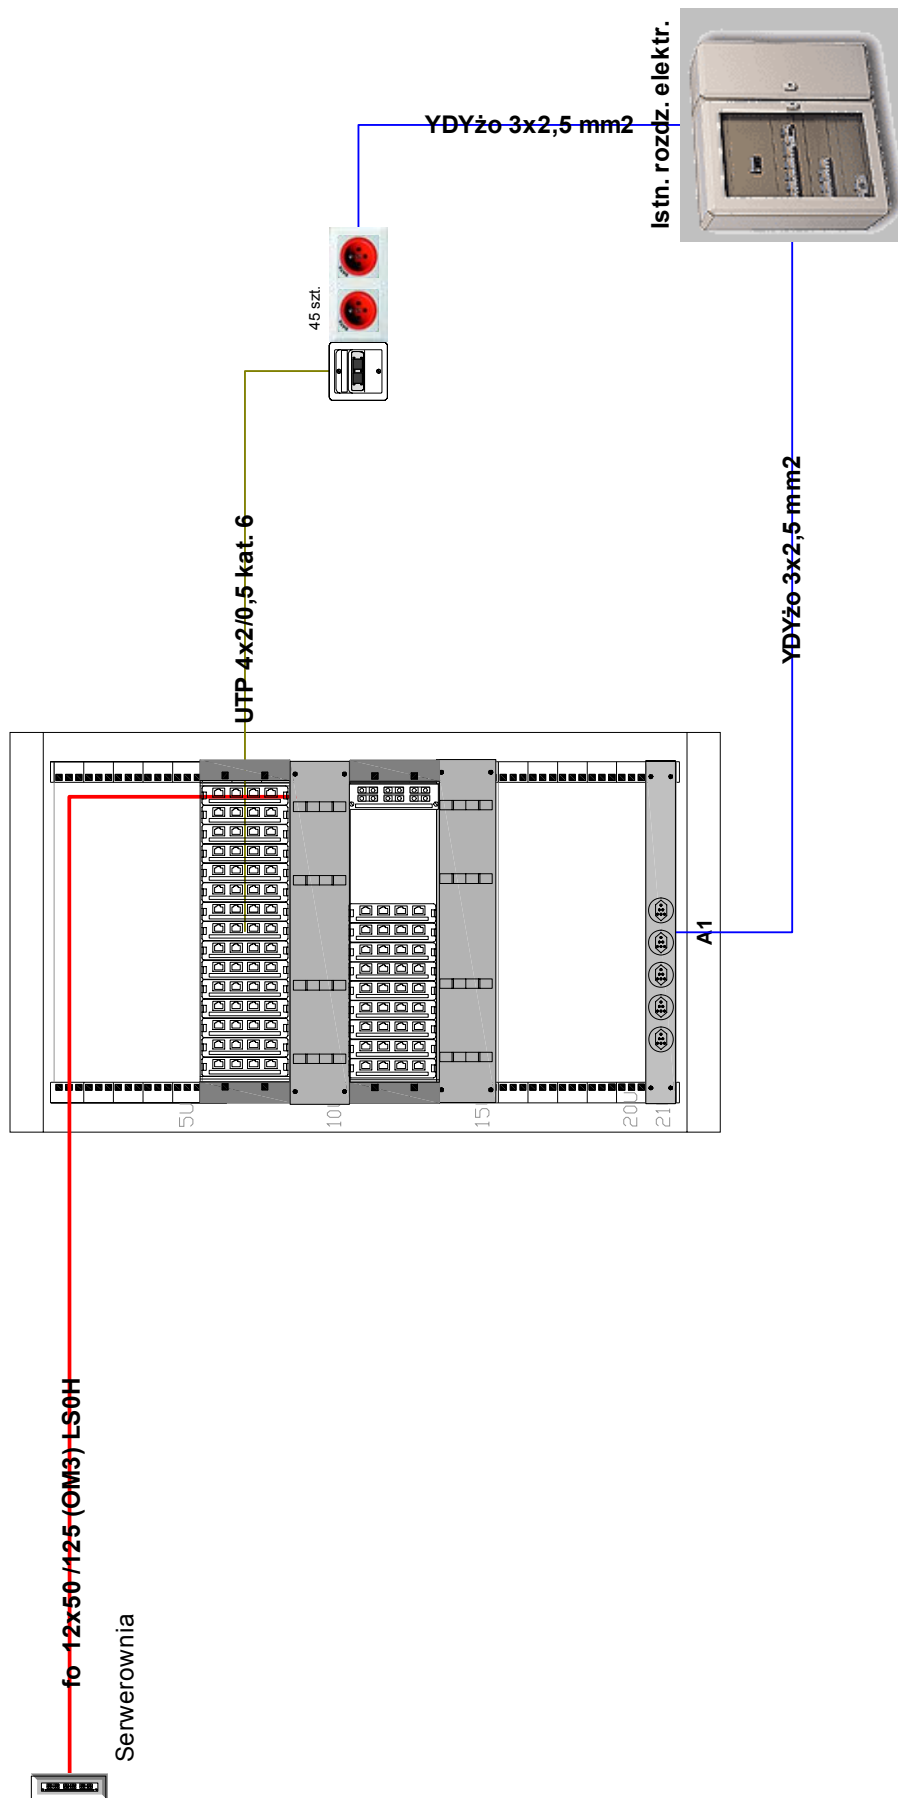 Istn. rozdz. elektr.
YDYżo 3x2,5 mm2
45 szt.
YDYżo 3x2,5 mm2
UTP 4x2/0,5 kat. 6
A1
5U
15
20U
21
fo 12x50/125 (OM3) LS0H
Serwerownia